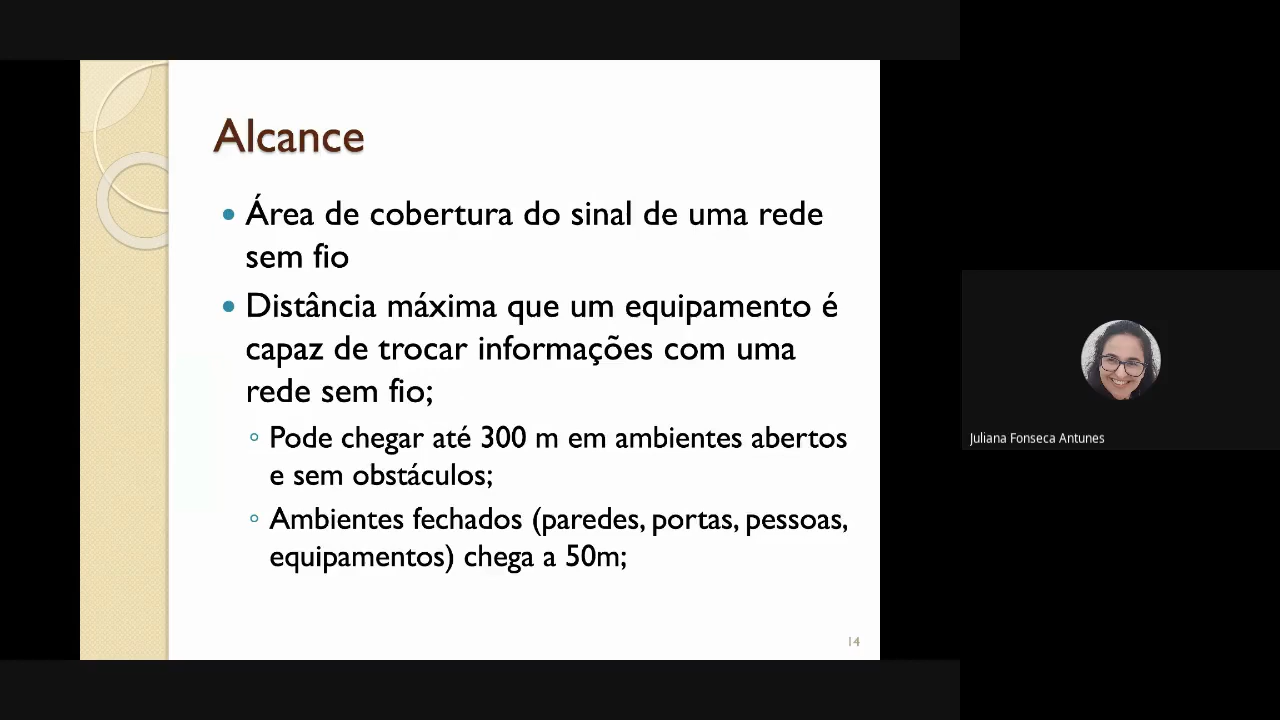 Alcance
Área de cobertura do sinal de uma rede
sem fio
Distância máxima que um equipamento é
capaz de trocar informações com uma
rede sem fio;
Pode chegar até 300 m em ambientes abertos
e sem obstáculos;
Ambientes fechados (paredes, portas, pessoas,
equipamentos) chega a 50m;
14
Juliana Fonseca Antunes